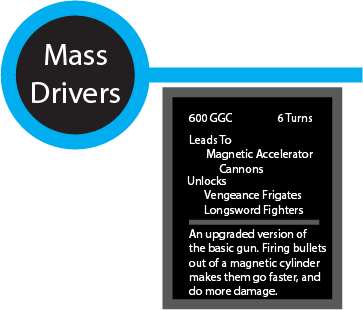 Mass
Drivers
600 GGC 6 Turns
Leads To
Magnetic Accelerator
Cannons
Unlocks
Vengeance Frigates
Longsword Fighters
An upgraded version of
the basic gun. Firing bullets
out of a magnetic cylinder
makes them go faster, and
do more damage.